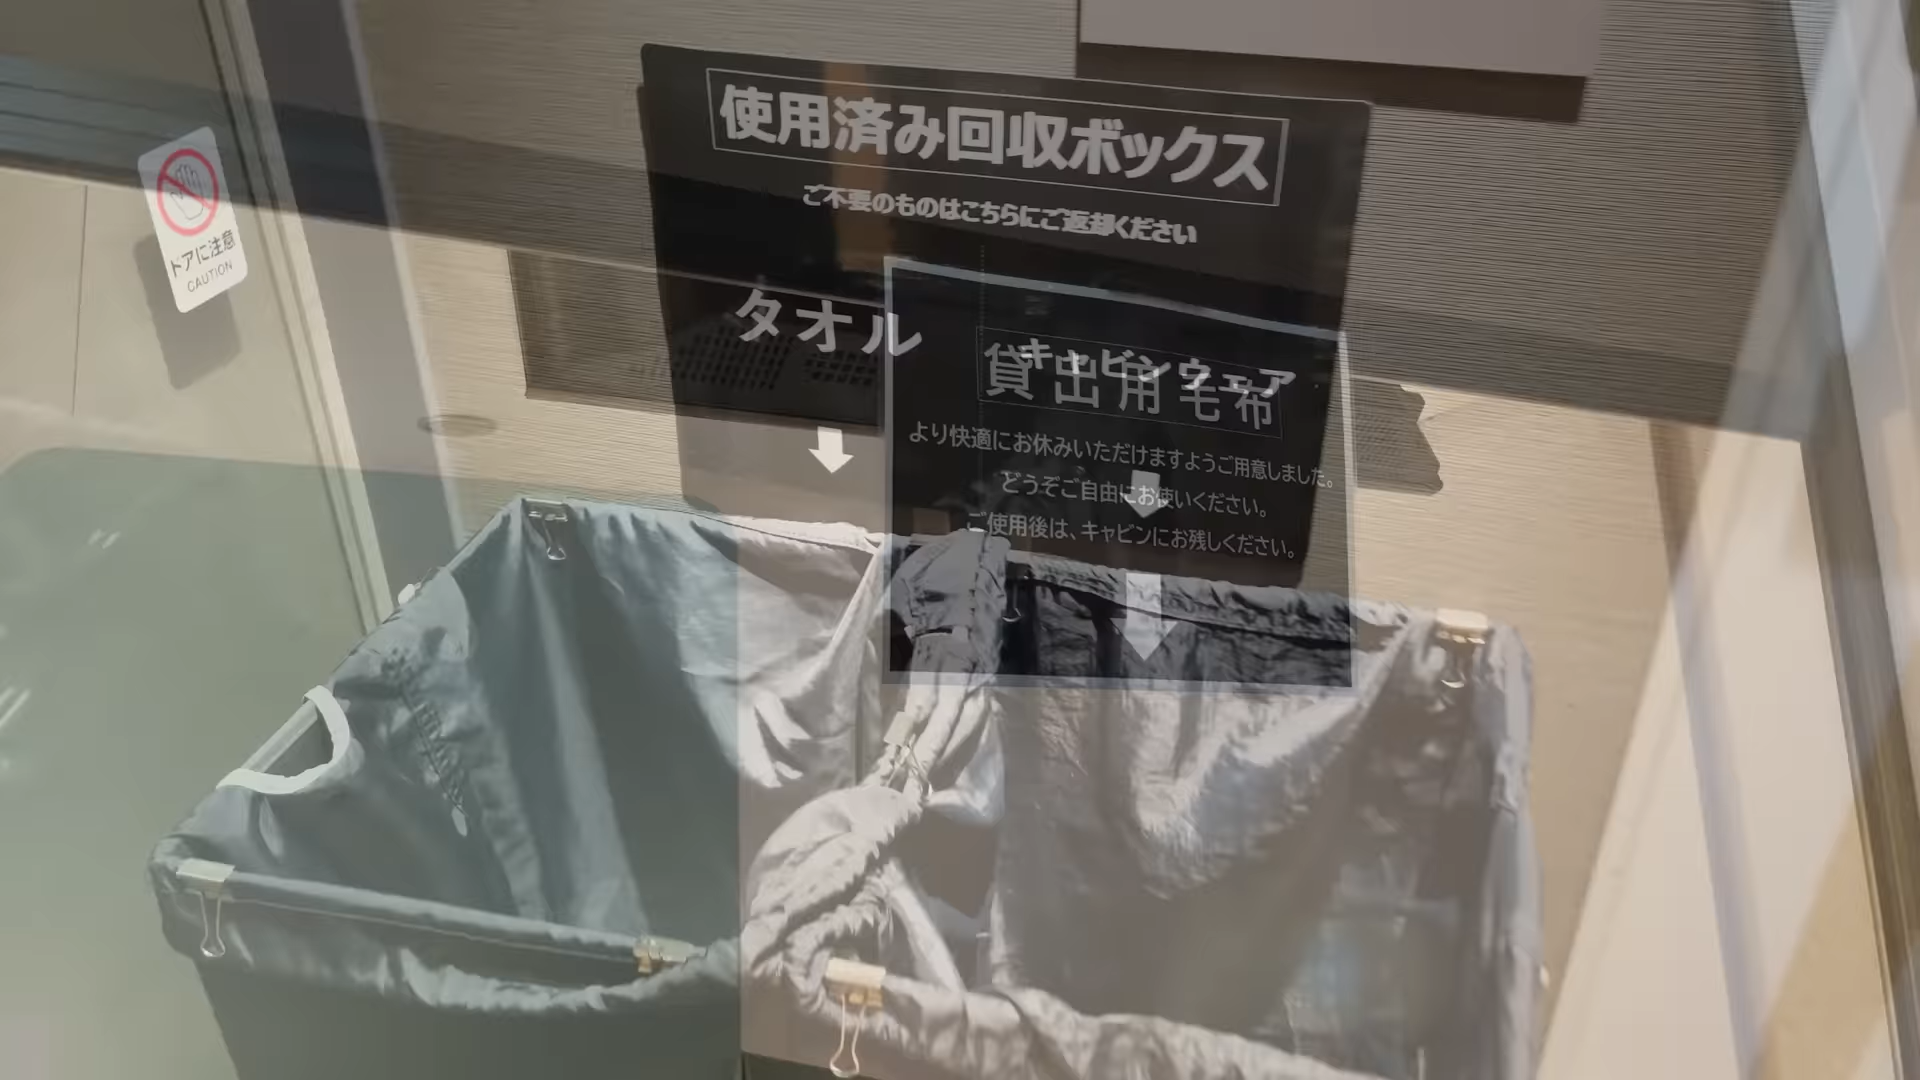 使用済み回収ボックス
ご不要のものはこちらにご返却ください
タオル
キャビンウェア
貸出用毛布
より快適にお休みいただけますようご用意しました。
どうぞご自由にお使いください。
ご使用後は、キャビンにお残しください。
ドアに注意
CAUTION